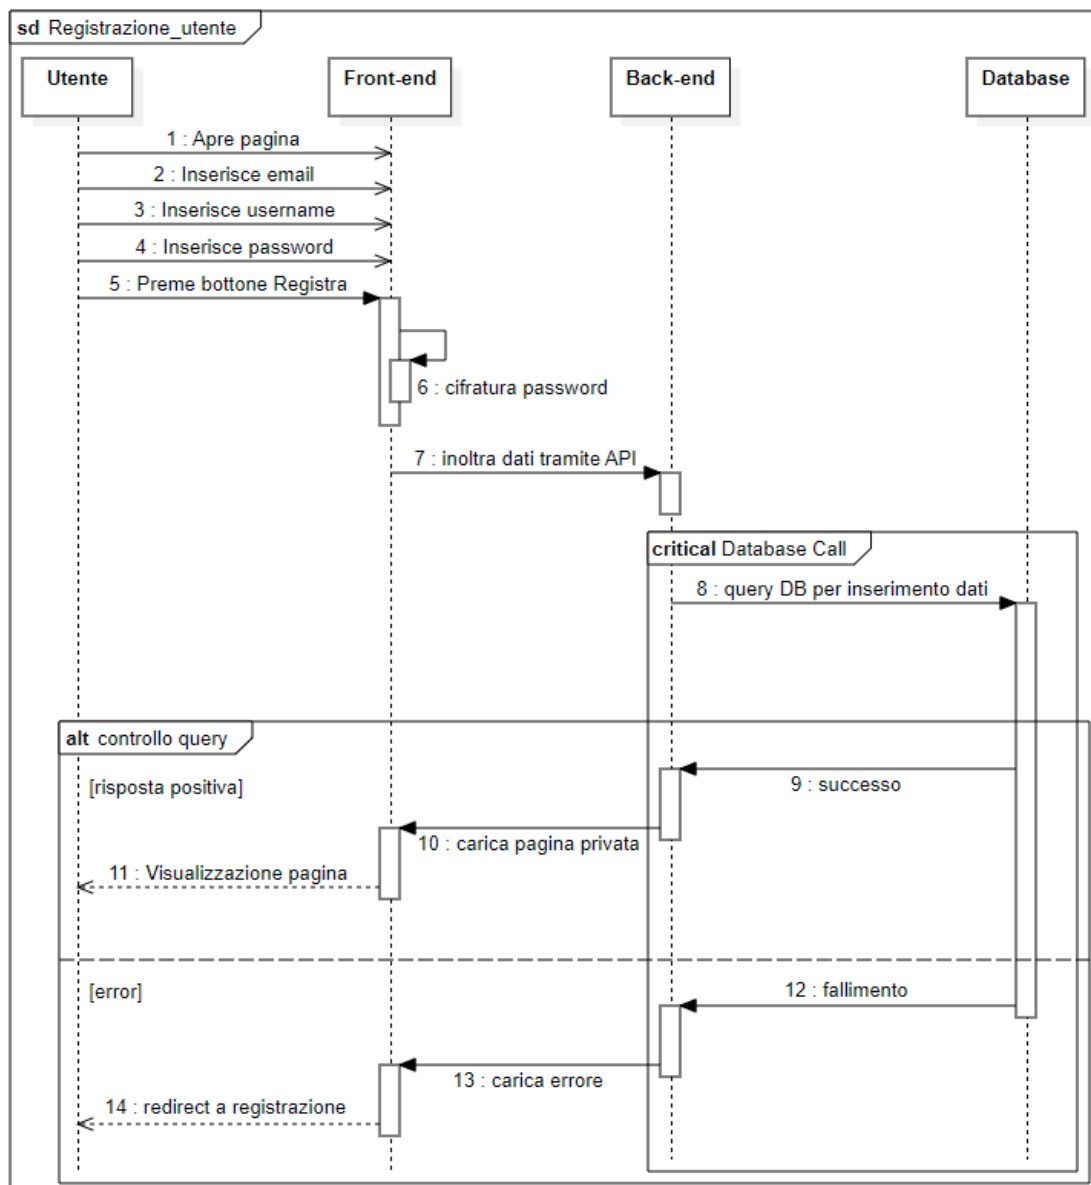 sd Registrazione_utente
Utente
Front-end
Back-end
Database
1 : Apre pagina
2 : Inserisce email
3 : Inserisce username
4 : Inserisce password
5 : Preme bottone Registra
6 : cifratura password
7 : inoltra dati tramite API
critical Database Call
8 : query DB per inserimento dati
alt controllo query
[risposta positiva]
9 : successo
10 : carica pagina privata
11 : Visualizzazione pagina
[error]
12 : fallimento
13 : carica errore
14 : redirect a registrazione